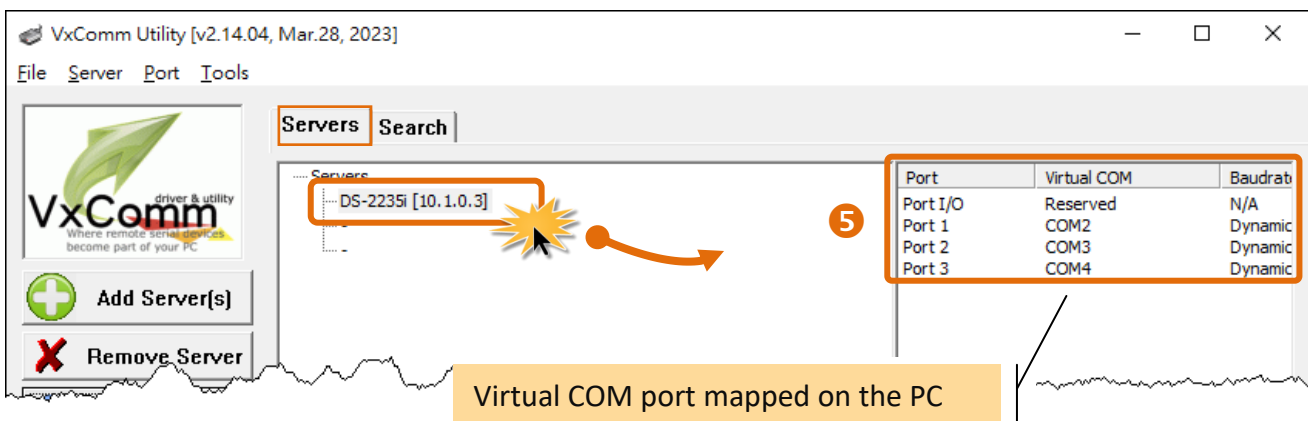 VxComm Utility [v2.14.04, Mar.28, 2023]
File Server Port Tools
Servers Search
VxComm
driver & utility
Where remote serial devices
become part of your PC
Add Server(s)
Remove Server
Servers
DS-2235i [10.1.0.3]
5
Port Virtual COM Baudrat
Port I/O Reserved N/A
Port 1 COM2 Dynamic
Port 2 COM3 Dynamic
Port 3 COM4 Dynamic
Virtual COM port mapped on the PC